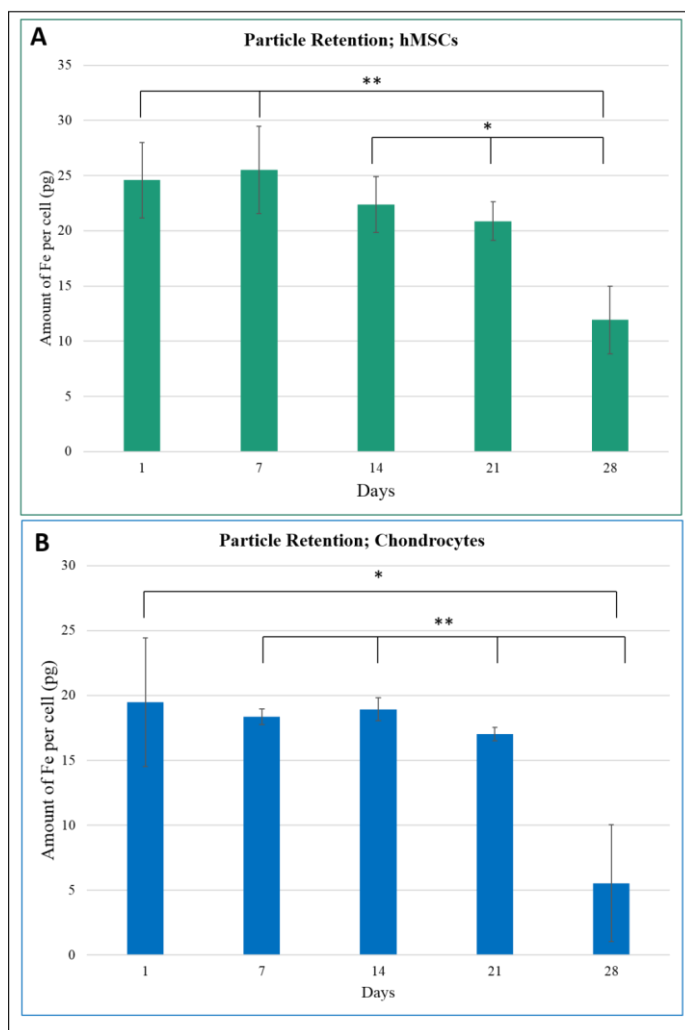 A
Particle Retention; hMSCs
35
30
25
20
15
10
5
0
Amount of Fe per cell (pg)
**
*
1 7 14 21 28
Days
B
Particle Retention; Chondrocytes
30
25
20
15
10
5
0
Amount of Fe per cell (pg)
*
**
1 7 14 21 28
Days